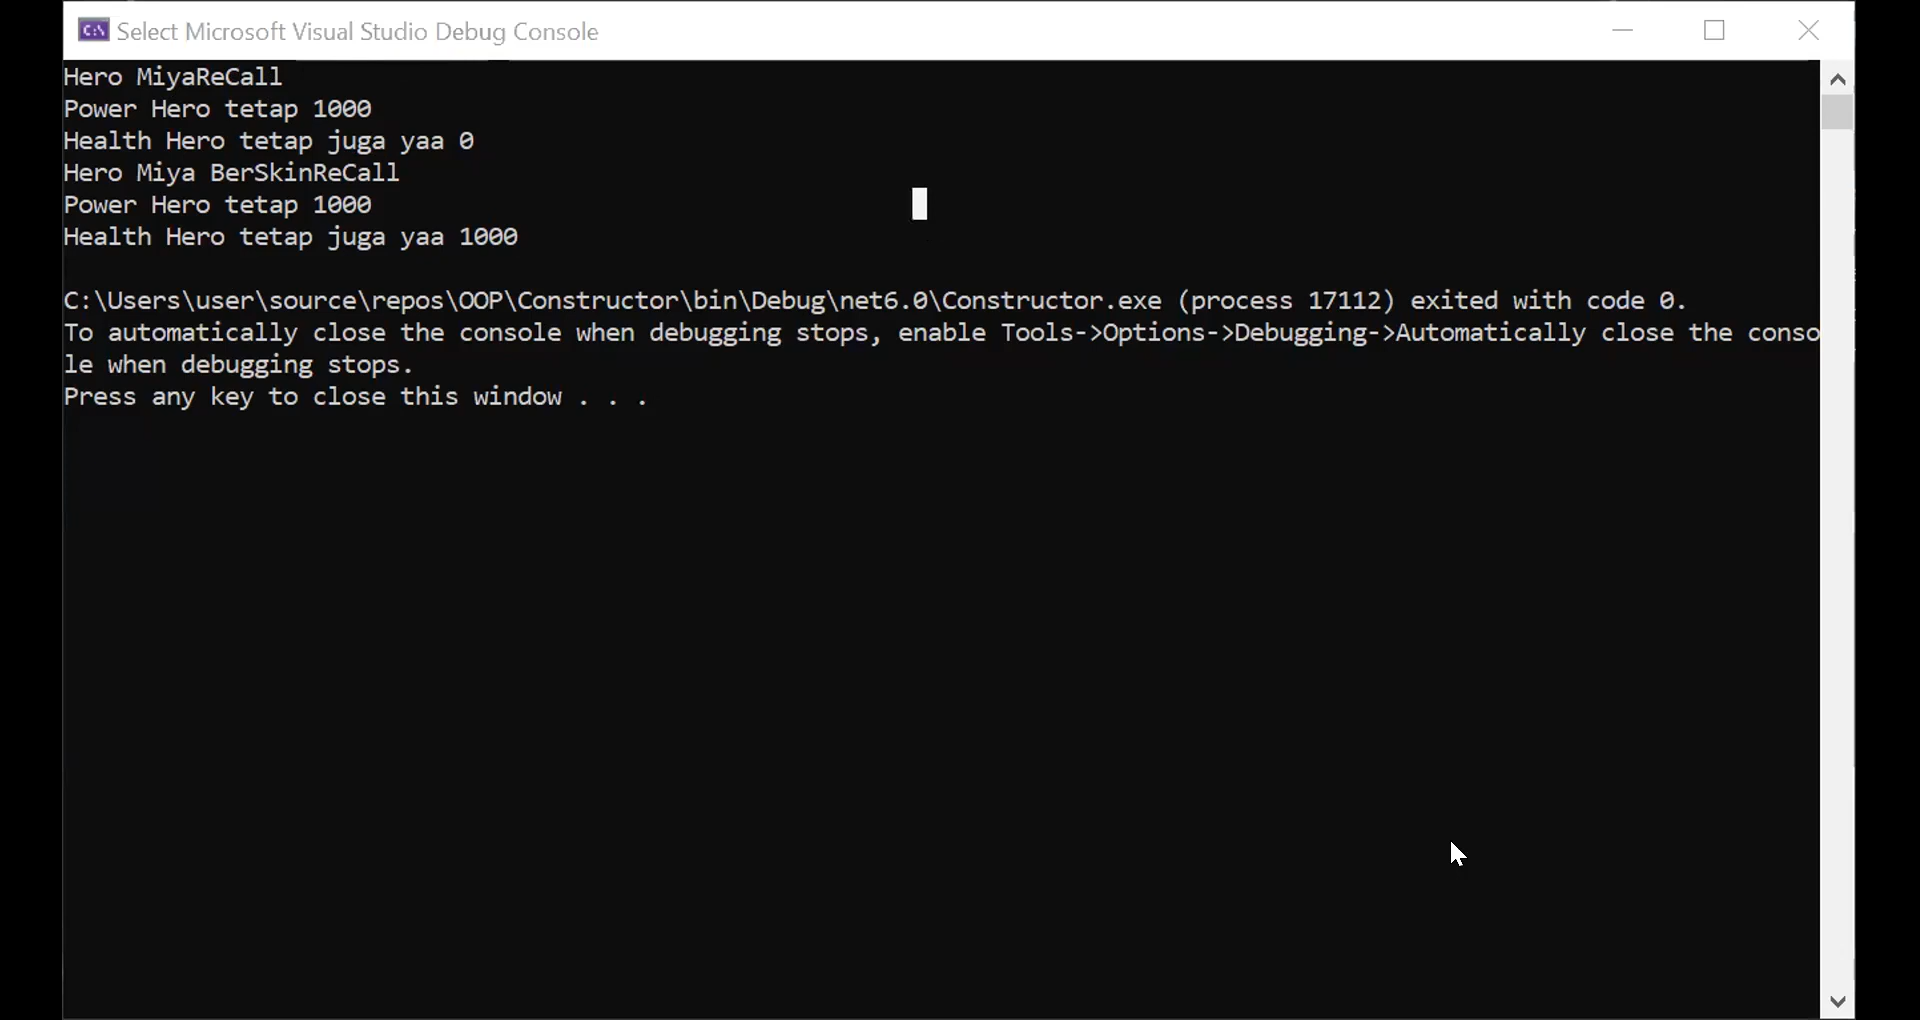 Select Microsoft Visual Studio Debug Console
Hero MiyaReCall
Power Hero tetap 1000
Health Hero tetap juga yaa 0
Hero Miya BerSkinReCall
Power Hero tetap 1000
Health Hero tetap juga yaa 1000
C:\Users\user\source\repos\OOP\Constructor\bin\Debug\net6.0\Constructor.exe (process 17112) exited with code 0.
To automatically close the console when debugging stops, enable Tools->Options->Debugging->Automatically close the conso
le when debugging stops.
Press any key to close this window . . .